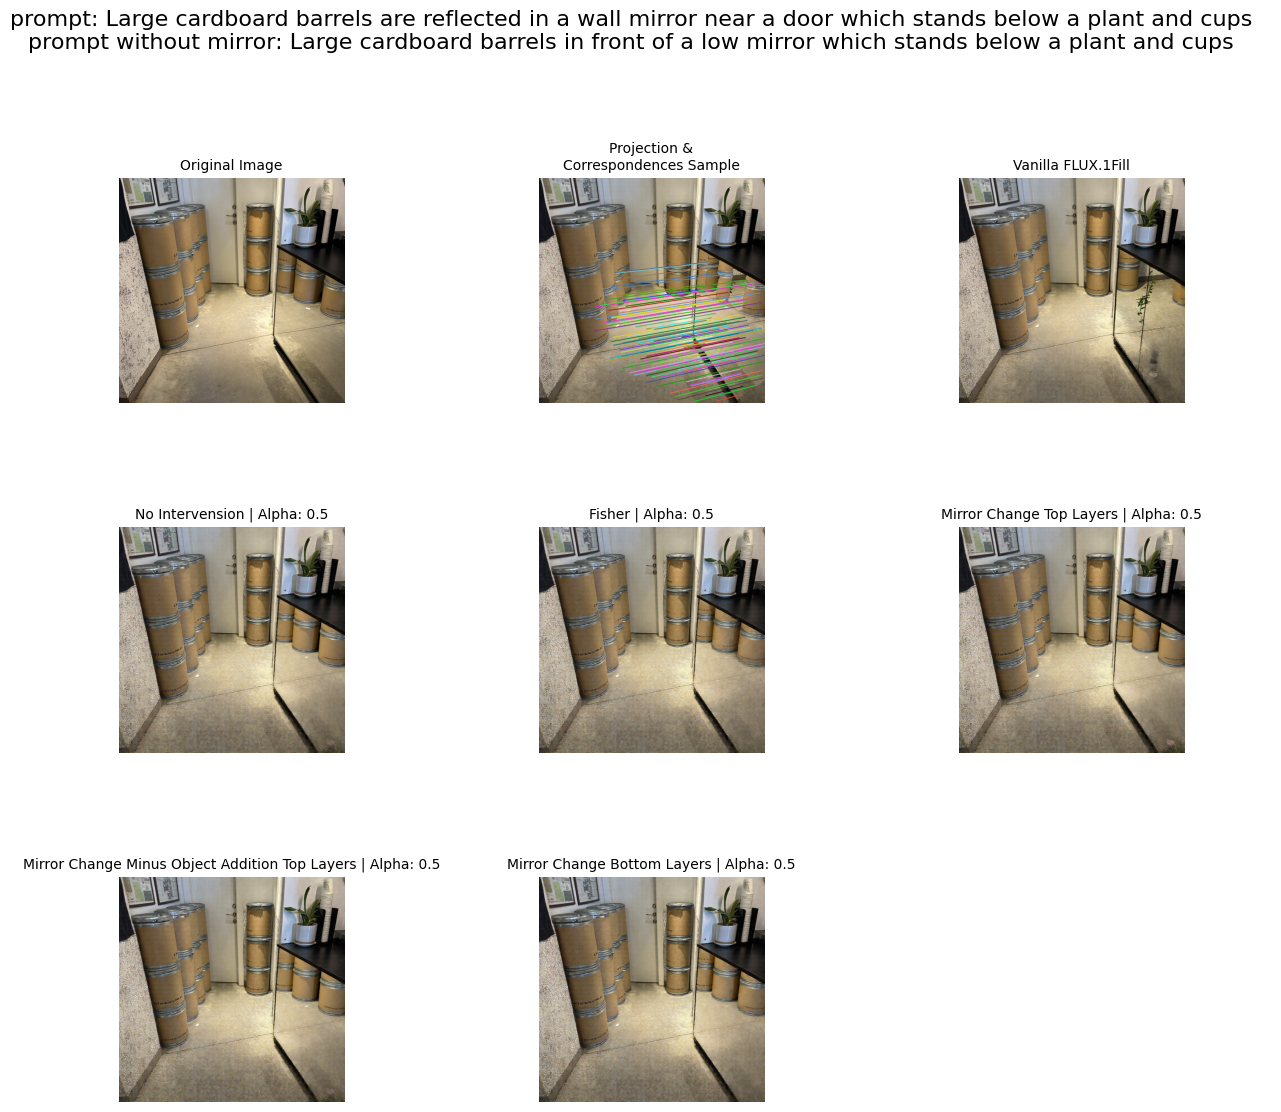 prompt: Large cardboard barrels are reflected in a wall mirror near a door which stands below a plant and cups
prompt without mirror: Large cardboard barrels in front of a low mirror which stands below a plant and cups
Original Image
Projection &
Correspondences Sample
Vanilla FLUX.1Fill
No Intervension | Alpha: 0.5
Fisher | Alpha: 0.5
Mirror Change Top Layers | Alpha: 0.5
Mirror Change Minus Object Addition Top Layers | Alpha: 0.5
Mirror Change Bottom Layers | Alpha: 0.5